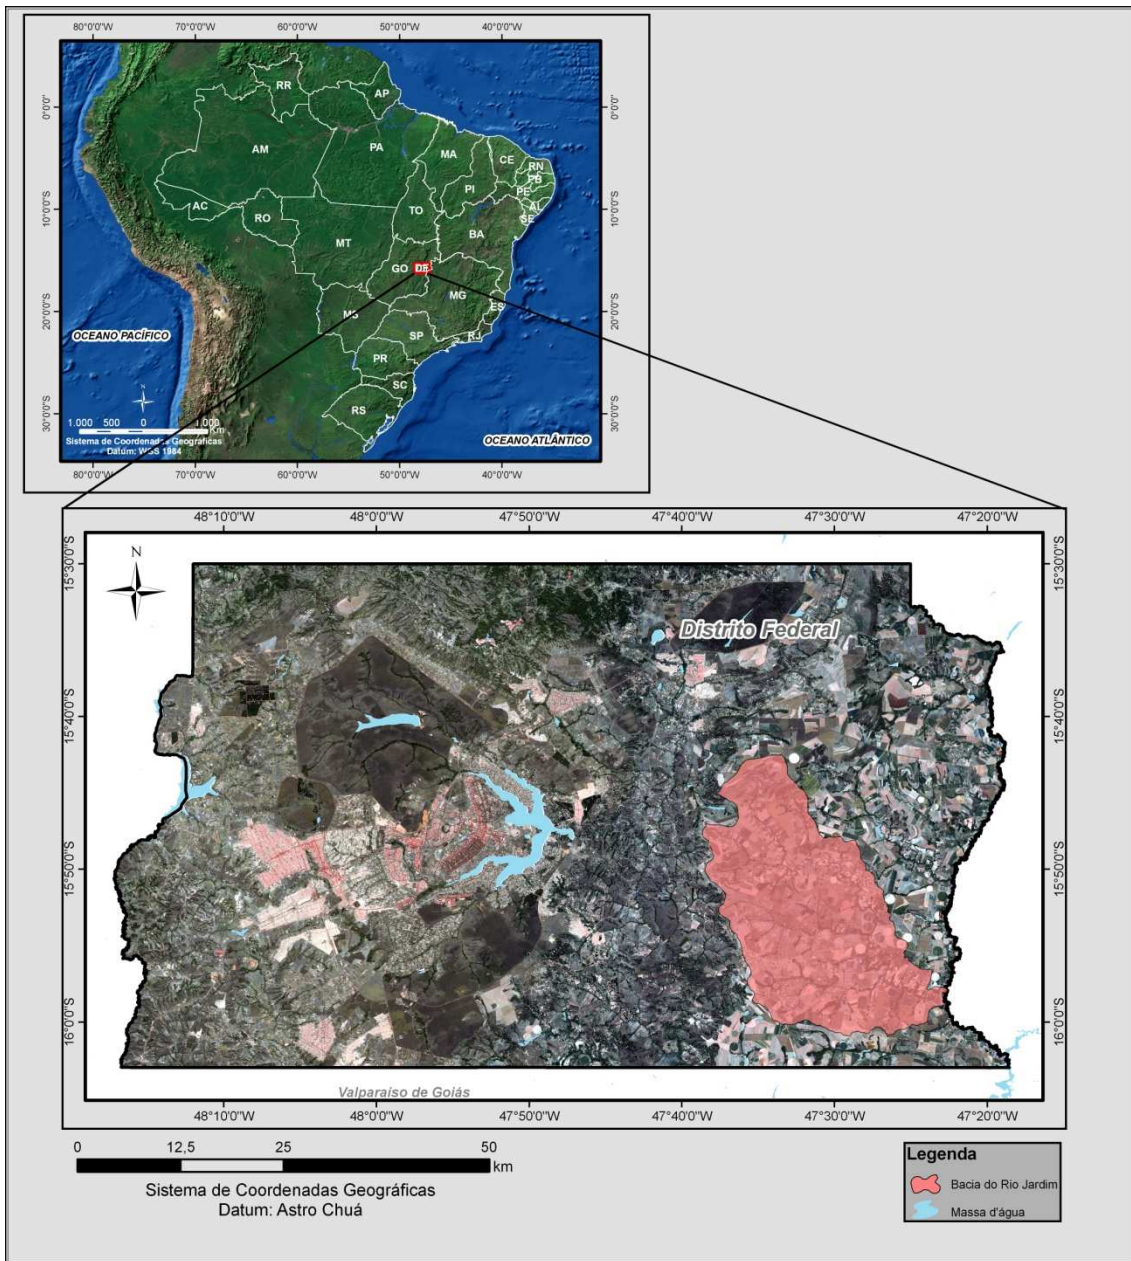 80°0'0"W 70°0'0"W 60°0'0"W 50°0'0"W 40°0'0"W
0°0'0" 0°0'0"
10°0'0"S 10°0'0"S
20°0'0"S 20°0'0"S
30°0'0"S 30°0'0"S
RR
AP
AM
PA
MA
CE
RN
PB
PI
PE
AC
AL
TO
SE
RO
BA
MT
GO
DF
MG
ES
MS
SP
RJ
PR
SC
RS
OCEANO PACÍFICO
OCEANO ATLÂNTICO
N
1.000 500 0 1.000
Km
Sistema de Coordenadas Geográficas
Datum: WGS 1984
80°0'0"W 70°0'0"W 60°0'0"W 50°0'0"W 40°0'0"W
48°10'0"W 48°0'0"W 47°50'0"W 47°40'0"W 47°30'0"W 47°20'0"W
N
15°30'0"S 15°30'0"S
Distrito Federal
15°40'0"S 15°40'0"S
15°50'0"S 15°50'0"S
16°0'0"S 16°0'0"S
Valparaíso de Goiás
48°10'0"W 48°0'0"W 47°50'0"W 47°40'0"W 47°30'0"W 47°20'0"W
0 12,5 25 50
km
Sistema de Coordenadas Geográficas
Datum: Astro Chuá
Legenda
Bacia do Rio Jardim
Massa d'água